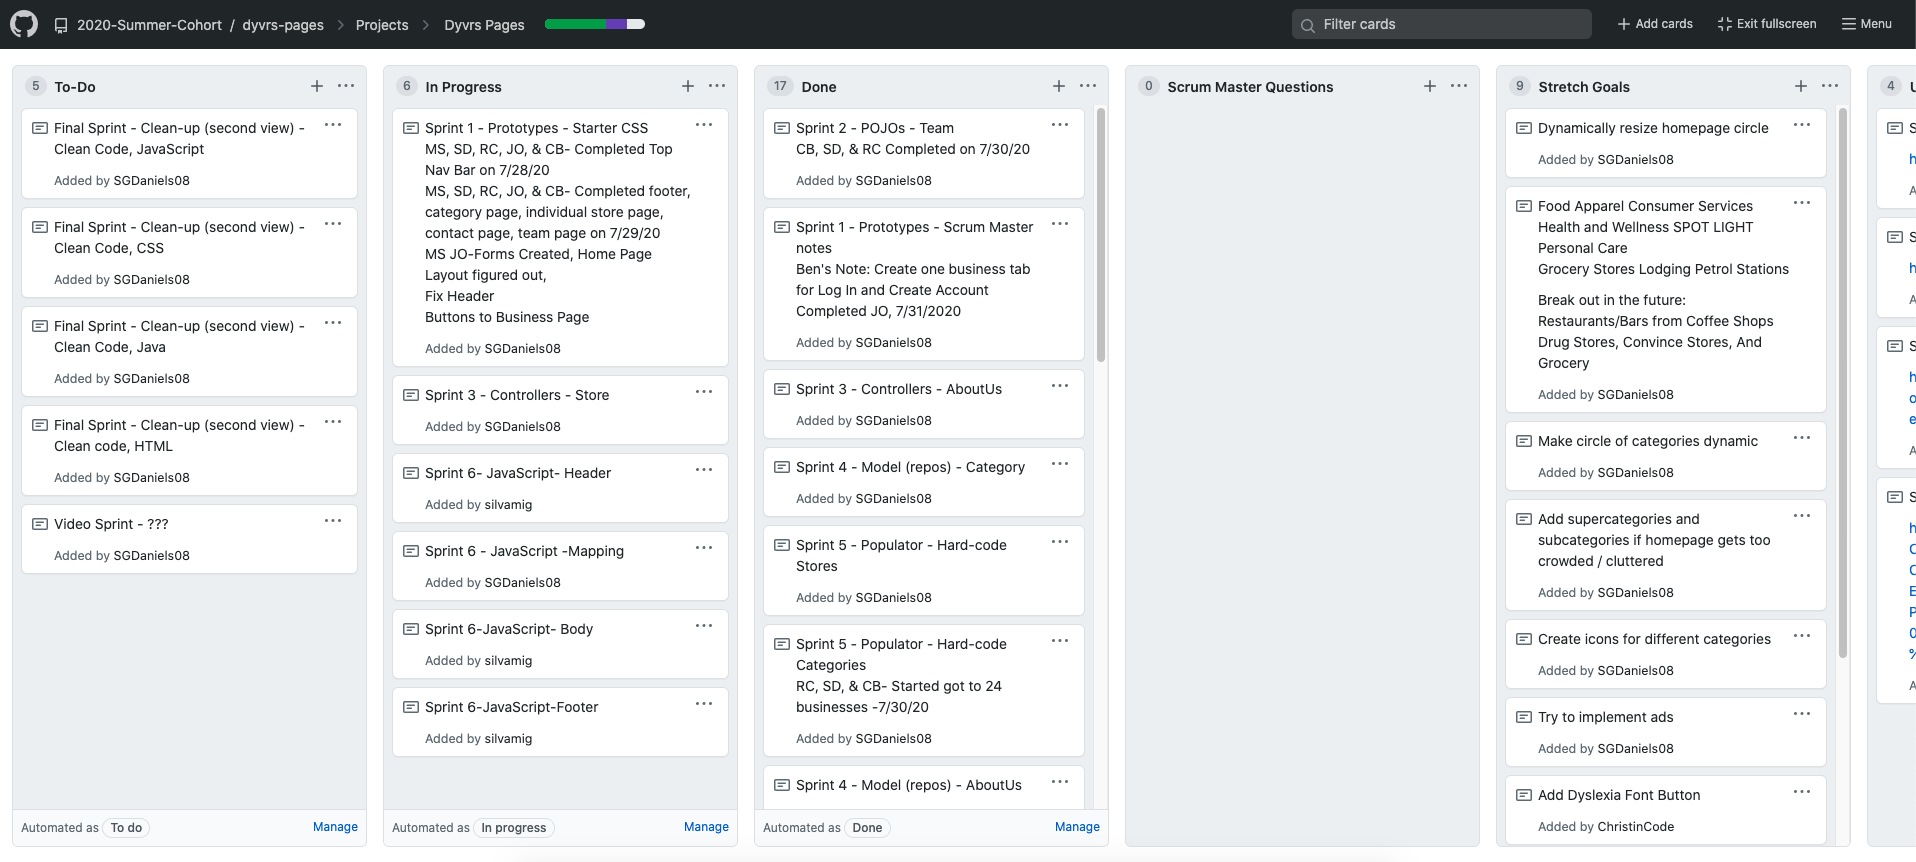 2020-Summer-Cohort / dyvrs-pages > Projects > Dyvrs Pages
Filter cards
Add cards
Exit fullscreen
Menu
5 To-Do
Final Sprint - Clean-up (second view) -
Clean Code, JavaScript
Added by SGDaniels08
Final Sprint - Clean-up (second view) -
Clean Code, CSS
Added by SGDaniels08
Final Sprint - Clean-up (second view) -
Clean Code, Java
Added by SGDaniels08
Final Sprint - Clean-up (second view) -
Clean code, HTML
Added by SGDaniels08
Video Sprint - ???
Added by SGDaniels08
Automated as To do
Manage
6 In Progress
Sprint 1 - Prototypes - Starter CSS
MS, SD, RC, JO, & CB- Completed Top
Nav Bar on 7/28/20
MS, SD, RC, JO, & CB- Completed footer,
category page, individual store page,
contact page, team page on 7/29/20
MS JO-Forms Created, Home Page
Layout figured out,
Fix Header
Buttons to Business Page
Added by SGDaniels08
Sprint 3 - Controllers - Store
Added by SGDaniels08
Sprint 6- JavaScript- Header
Added by silvamig
Sprint 6 - JavaScript -Mapping
Added by SGDaniels08
Sprint 6-JavaScript- Body
Added by silvamig
Sprint 6-JavaScript-Footer
Added by silvamig
Automated as In progress
Manage
17 Done
Sprint 2 - POJOs - Team
CB, SD, & RC Completed on 7/30/20
Added by SGDaniels08
Sprint 1 - Prototypes - Scrum Master
notes
Ben's Note: Create one business tab
for Log In and Create Account
Completed JO, 7/31/2020
Added by SGDaniels08
Sprint 3 - Controllers - AboutUs
Added by SGDaniels08
Sprint 4 - Model (repos) - Category
Added by SGDaniels08
Sprint 5 - Populator - Hard-code
Stores
Added by SGDaniels08
Sprint 5 - Populator - Hard-code
Categories
RC, SD, & CB- Started got to 24
businesses -7/30/20
Added by SGDaniels08
Sprint 4 - Model (repos) - AboutUs
Automated as Done
Manage
0 Scrum Master Questions
9 Stretch Goals
Dynamically resize homepage circle
Added by SGDaniels08
Food Apparel Consumer Services
Health and Wellness SPOT LIGHT
Personal Care
Grocery Stores Lodging Petrol Stations
Break out in the future:
Restaurants/Bars from Coffee Shops
Drug Stores, Convince Stores, And
Grocery
Added by SGDaniels08
Make circle of categories dynamic
Added by SGDaniels08
Add supercategories and
subcategories if homepage gets too
crowded / cluttered
Added by SGDaniels08
Create icons for different categories
Added by SGDaniels08
Try to implement ads
Added by SGDaniels08
Add Dyslexia Font Button
Added by ChristinCode
4